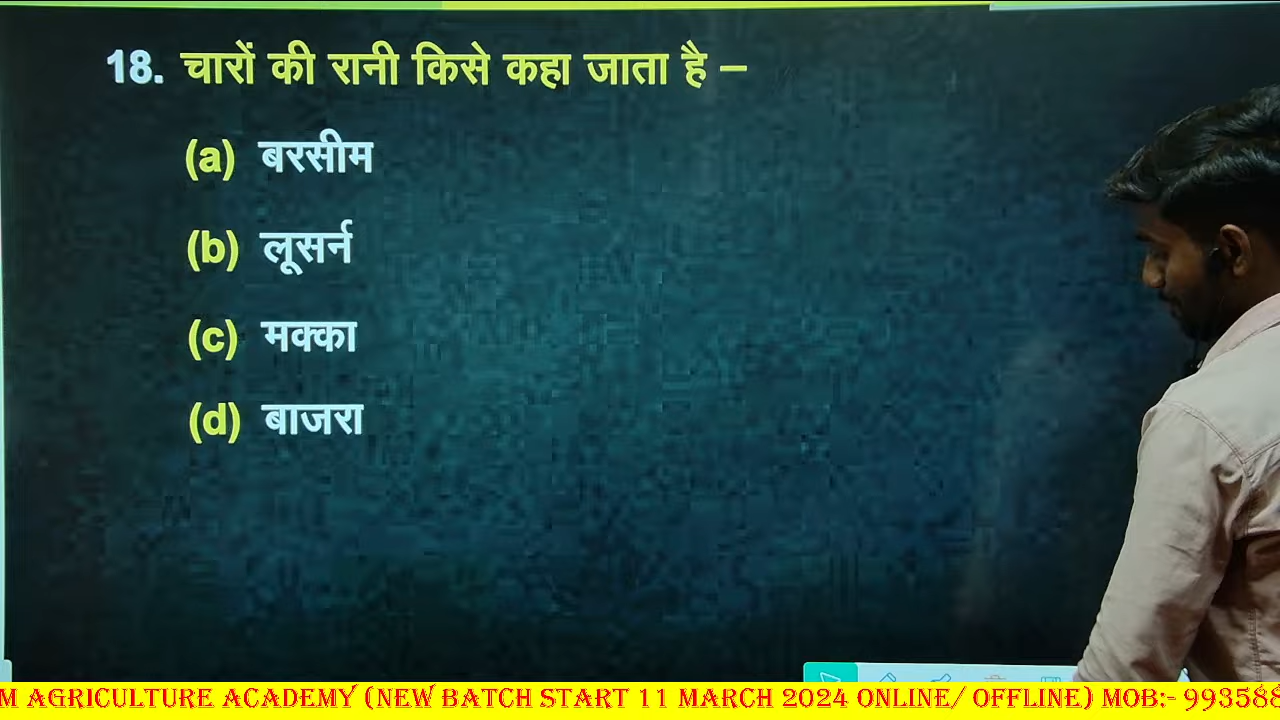 18. चारों की रानी किसे कहा जाता है –
(a) बरसीम
(b) लूसर्न
(c) मक्का
(d) बाजरा
M AGRICULTURE ACADEMY (NEW BATCH START 11 MARCH 2024 ONLINE/ OFFLINE) MOB:- 993588